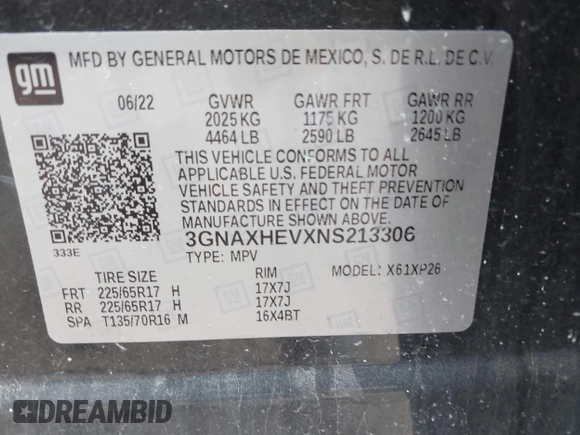 gm
MFD BY GENERAL MOTORS DE MEXICO, S. DE R.L. DE C.V.
06/22 GVWR GAWR FRT GAWR RR
2025 KG 1175 KG 1200 KG
4464 LB 2590 LB 2645 LB
THIS VEHICLE CONFORMS TO ALL
APPLICABLE U.S. FEDERAL MOTOR
VEHICLE SAFETY AND THEFT PREVENTION
STANDARDS IN EFFECT ON THE DATE OF
MANUFACTURE SHOWN ABOVE.
333E
3GNAXHEVXNS213306
TYPE: MPV MODEL: X61XP26
TIRE SIZE RIM
FRT 225/65R17 H 17X7J
RR 225/65R17 H 17X7J
SPA T135/70R16 M 16X4BT
DREAMBID